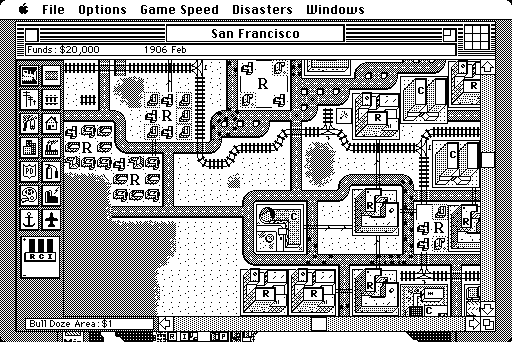 File Options Game Speed Disasters Windows
San Francisco
Funds: $20,000 1906 Feb
R
R
R
R
C
R
C
R
C
R
R
R
R
R
R
C
R C I
Bull Doze Area: $1